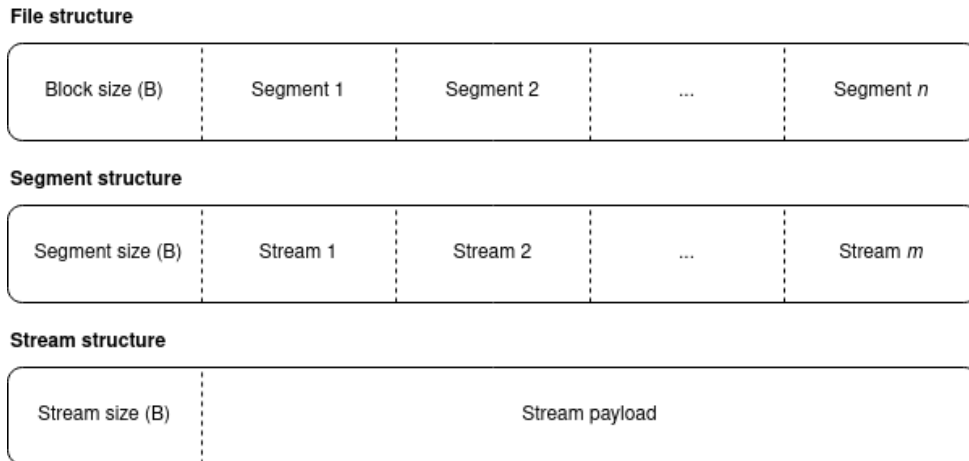 File structure
Block size (B) Segment 1 Segment 2 ... Segment n
Segment structure
Segment size (B) Stream 1 Stream 2 ... Stream m
Stream structure
Stream size (B) Stream payload